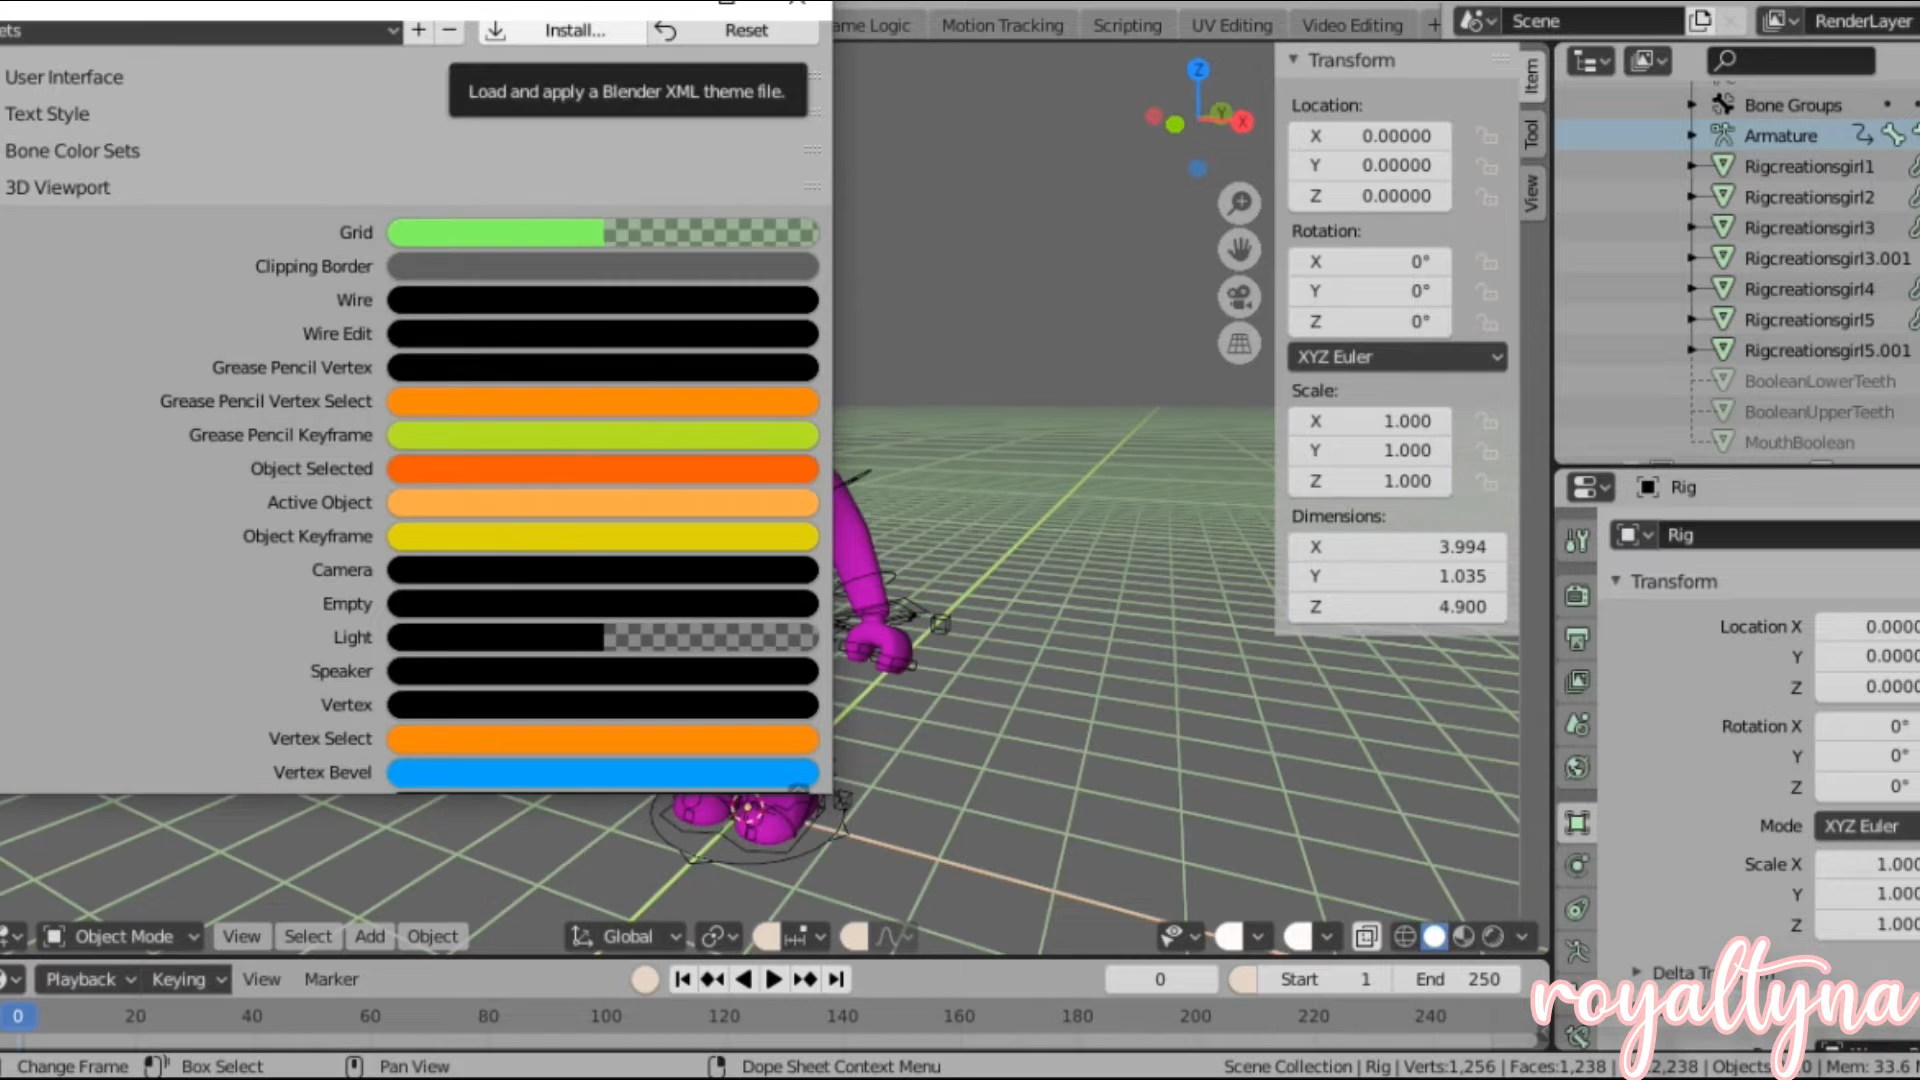 ets
Install...
Reset
Load and apply a Blender XML theme file.
User Interface
Text Style
Bone Color Sets
3D Viewport
Grid
Clipping Border
Wire
Wire Edit
Grease Pencil Vertex
Grease Pencil Vertex Select
Grease Pencil Keyframe
Object Selected
Active Object
Object Keyframe
Camera
Empty
Light
Speaker
Vertex
Vertex Select
Vertex Bevel
ame Logic Motion Tracking Scripting UV Editing Video Editing +
Scene
RenderLayer
Z
Y
X
Transform
Location:
X 0.00000
Y 0.00000
Z 0.00000
Rotation:
X 0°
Y 0°
Z 0°
XYZ Euler
Scale:
X 1.000
Y 1.000
Z 1.000
Dimensions:
X 3.994
Y 1.035
Z 4.900
Item
Tool
View
Bone Groups
Armature
Rigcreationsgirl1
Rigcreationsgirl2
Rigcreationsgirl3
Rigcreationsgirl3.001
Rigcreationsgirl4
Rigcreationsgirl5
Rigcreationsgirl5.001
BooleanLowerTeeth
BooleanUpperTeeth
MouthBoolean
Rig
Rig
Transform
Location X 0.0000
Y 0.0000
Z 0.0000
Rotation X 0°
Y 0°
Z 0°
Mode XYZ Euler
Scale X 1.000
Y 1.000
Z 1.000
Delta Tr
royaltyna
Object Mode View Select Add Object Global
Playback Keying View Marker
0 Start 1 End 250
0 20 40 60 80 100 120 140 160 180 200 220 240
Change Frame Box Select Pan View Dope Sheet Context Menu
Scene Collection | Rig | Verts:1,256 | Faces:1,238 2,238 | Objects 0 | Mem: 33.6